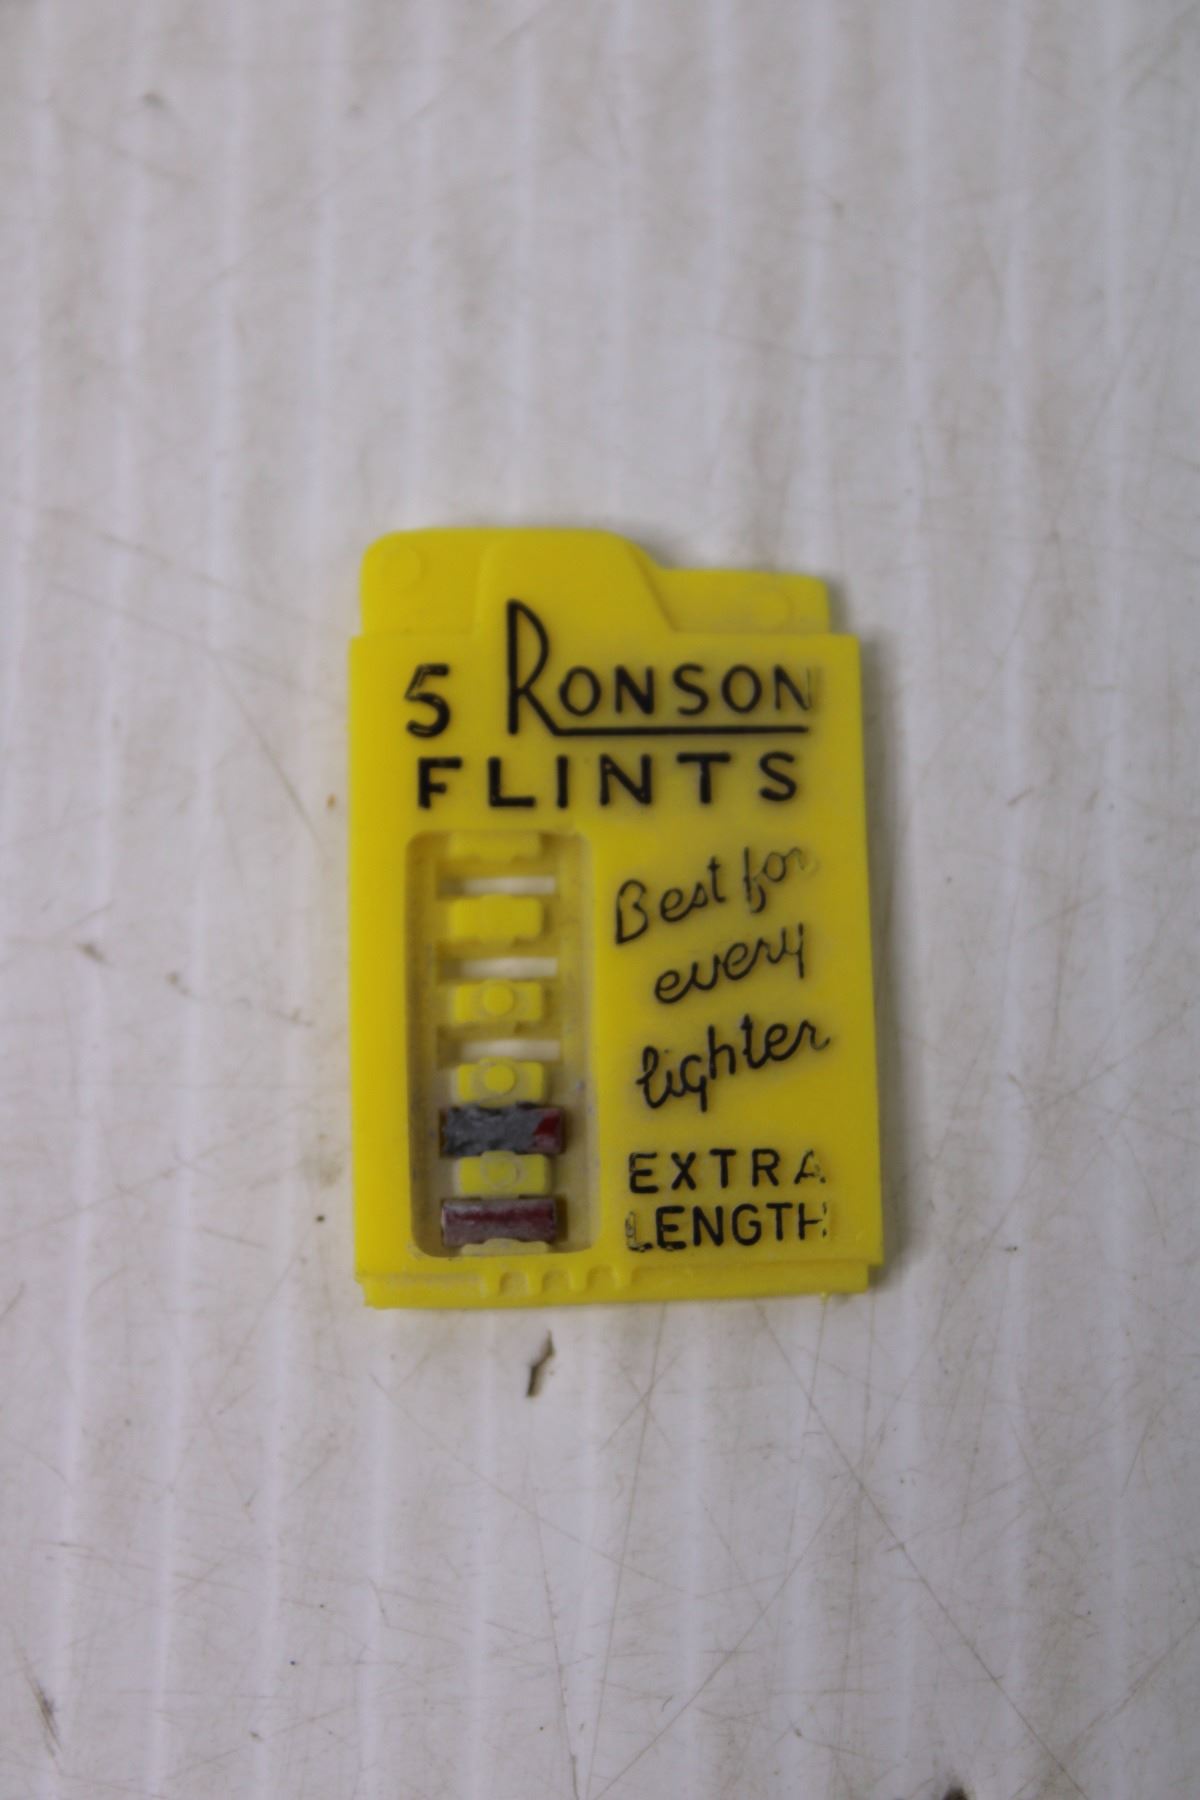 5 RONSON
FLINTS
Best for
every
lighter
EXTRA
LENGTH